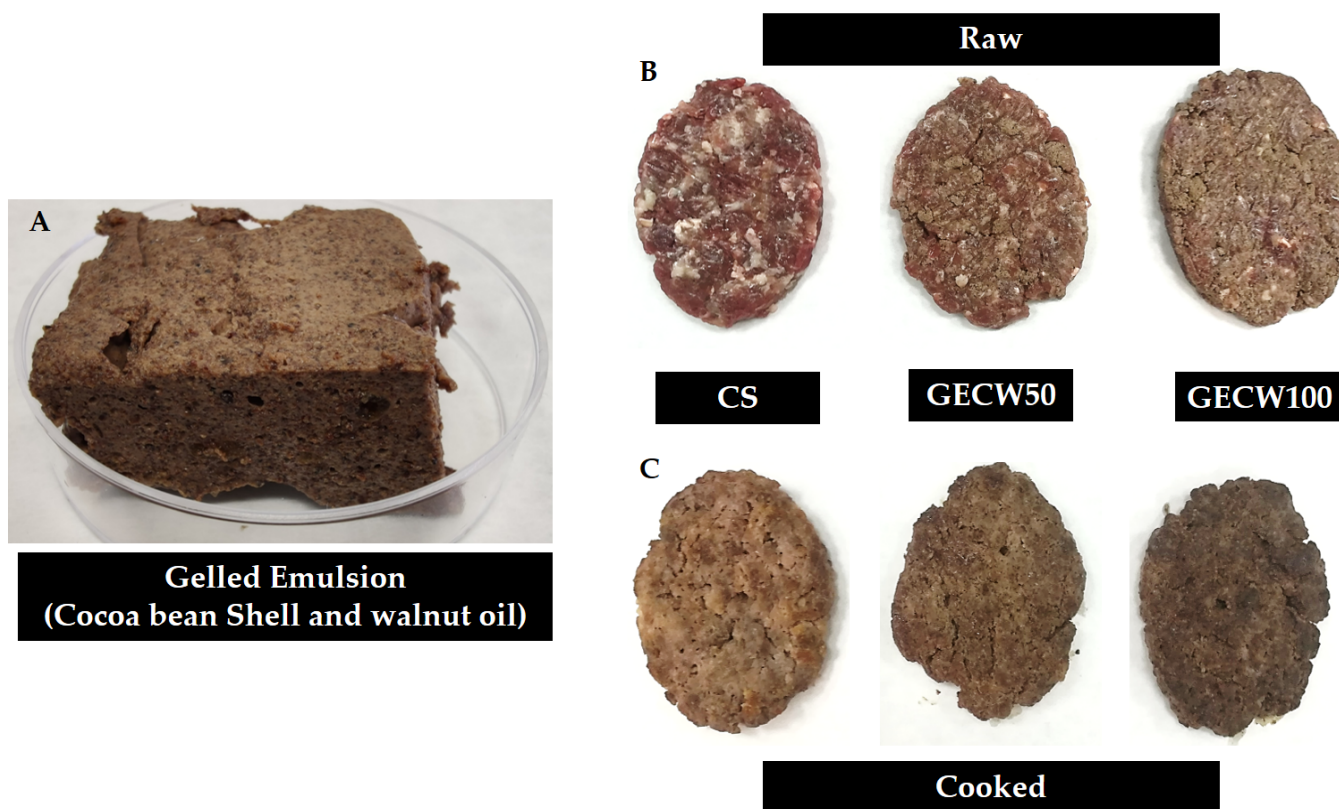 A
Gelled Emulsion
(Cocoa bean Shell and walnut oil)
Raw
B
CS
GECW50
GECW100
C
Cooked